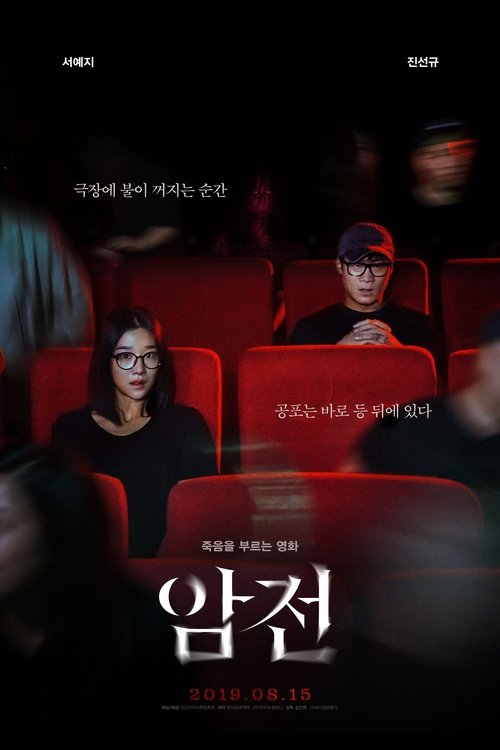 서예지
진선규
극장에 불이 꺼지는 순간
공포는 바로 등 뒤에 있다
죽음을 부르는 영화
암전
2019.08.15